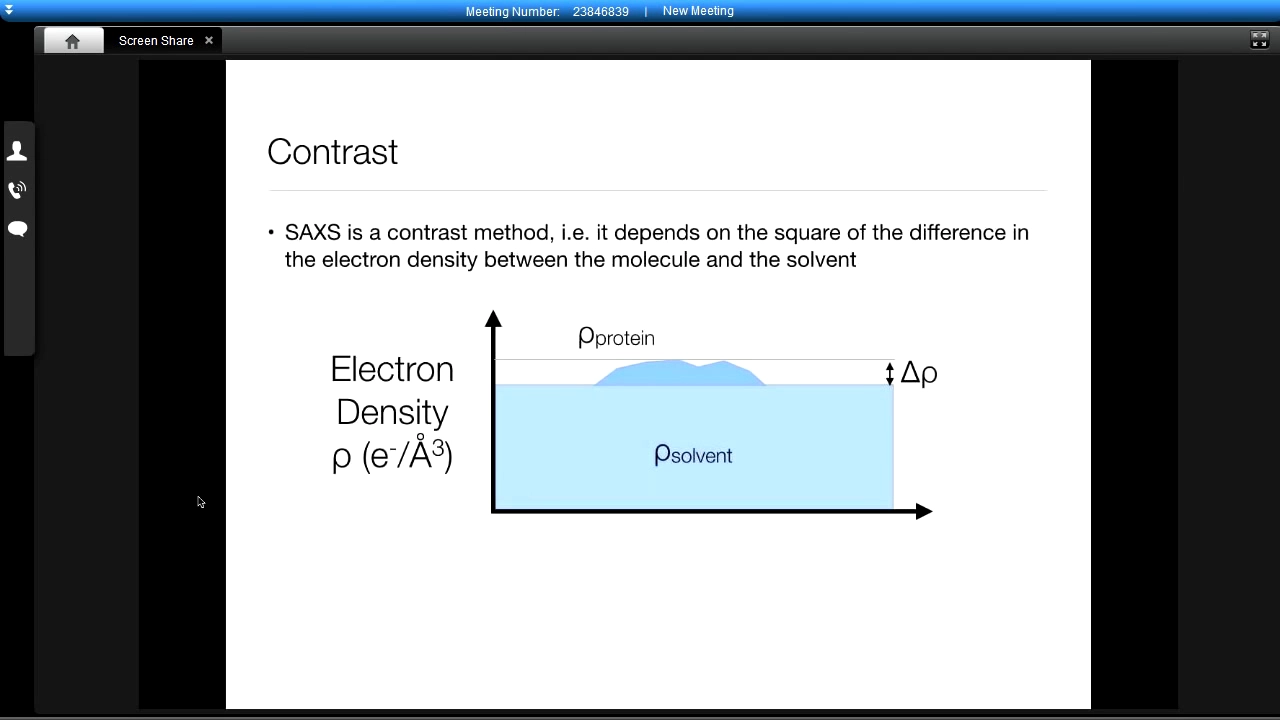 Meeting Number: 23846839 | New Meeting
Screen Share
Contrast
• SAXS is a contrast method, i.e. it depends on the square of the difference in
the electron density between the molecule and the solvent
ρprotein
Electron
Density
ρ (e⁻/Å³)
Δρ
ρsolvent